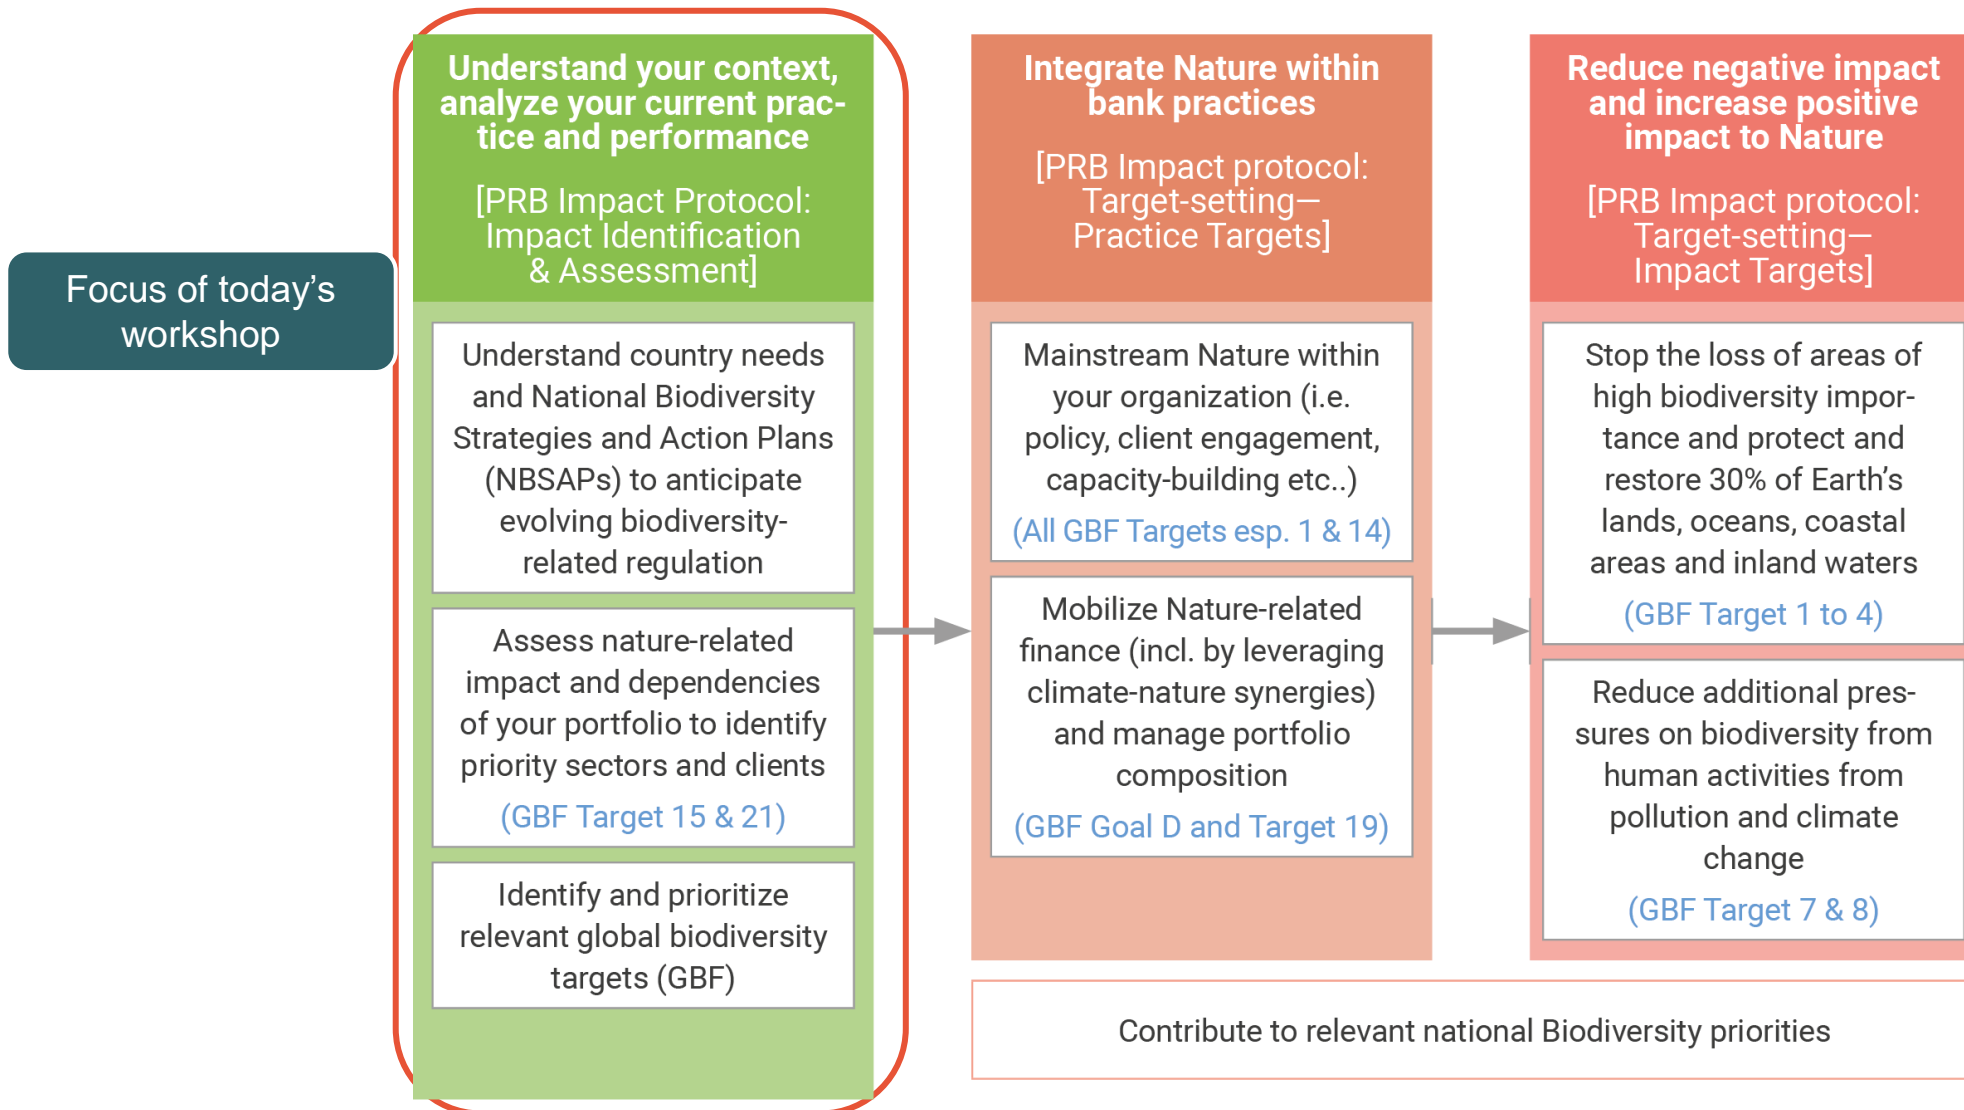 Focus of today’s
workshop
Understand your context,
analyze your current prac-
tice and performance
[PRB Impact Protocol:
Impact Identification
& Assessment]
Understand country needs
and National Biodiversity
Strategies and Action Plans
(NBSAPs) to anticipate
evolving biodiversity-
related regulation
Assess nature-related
impact and dependencies
of your portfolio to identify
priority sectors and clients
(GBF Target 15 & 21)
Identify and prioritize
relevant global biodiversity
targets (GBF)
Integrate Nature within
bank practices
[PRB Impact protocol:
Target-setting—
Practice Targets]
Mainstream Nature within
your organization (i.e.
policy, client engagement,
capacity-building etc..)
(All GBF Targets esp. 1 & 14)
Mobilize Nature-related
finance (incl. by leveraging
climate-nature synergies)
and manage portfolio
composition
(GBF Goal D and Target 19)
Reduce negative impact
and increase positive
impact to Nature
[PRB Impact protocol:
Target-setting—
Impact Targets]
Stop the loss of areas of
high biodiversity impor-
tance and protect and
restore 30% of Earth’s
lands, oceans, coastal
areas and inland waters
(GBF Target 1 to 4)
Reduce additional pres-
sures on biodiversity from
human activities from
pollution and climate
change
(GBF Target 7 & 8)
Contribute to relevant national Biodiversity priorities